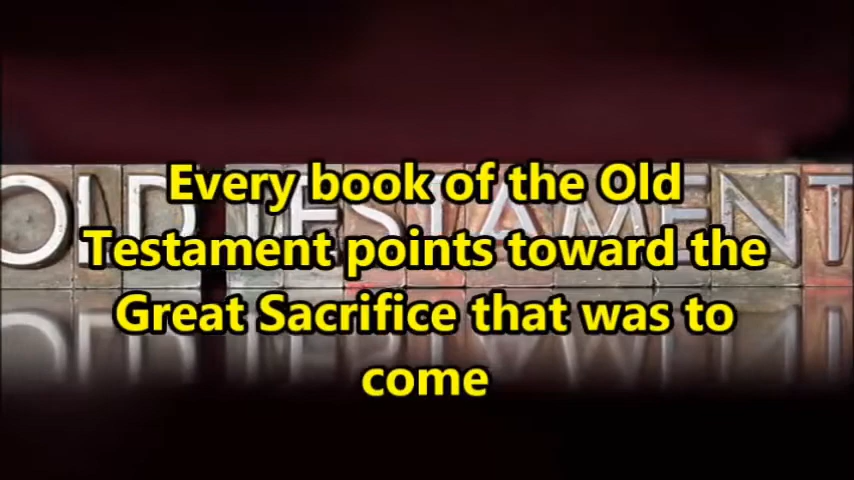 Every book of the Old
Testament points toward the
Great Sacrifice that was to
come
OLD TESTAMENT